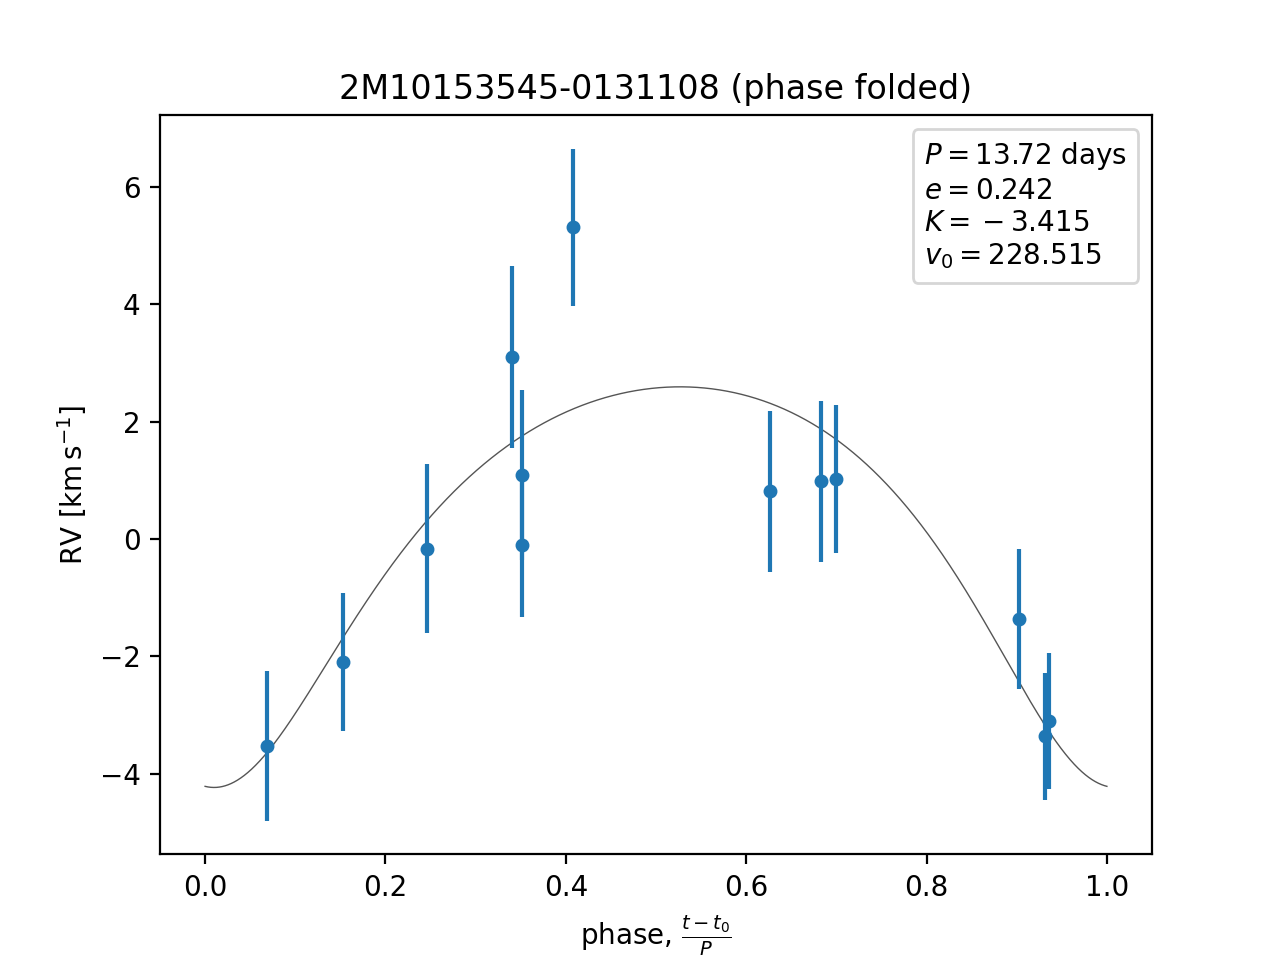 2M10153545-0131108 (phase folded)
P = 13.72 days
e = 0.242
K = −3.415
v₀ = 228.515
RV [km s⁻¹]
6
4
2
0
−2
−4
0.0 0.2 0.4 0.6 0.8 1.0
phase, (t − t₀)/P